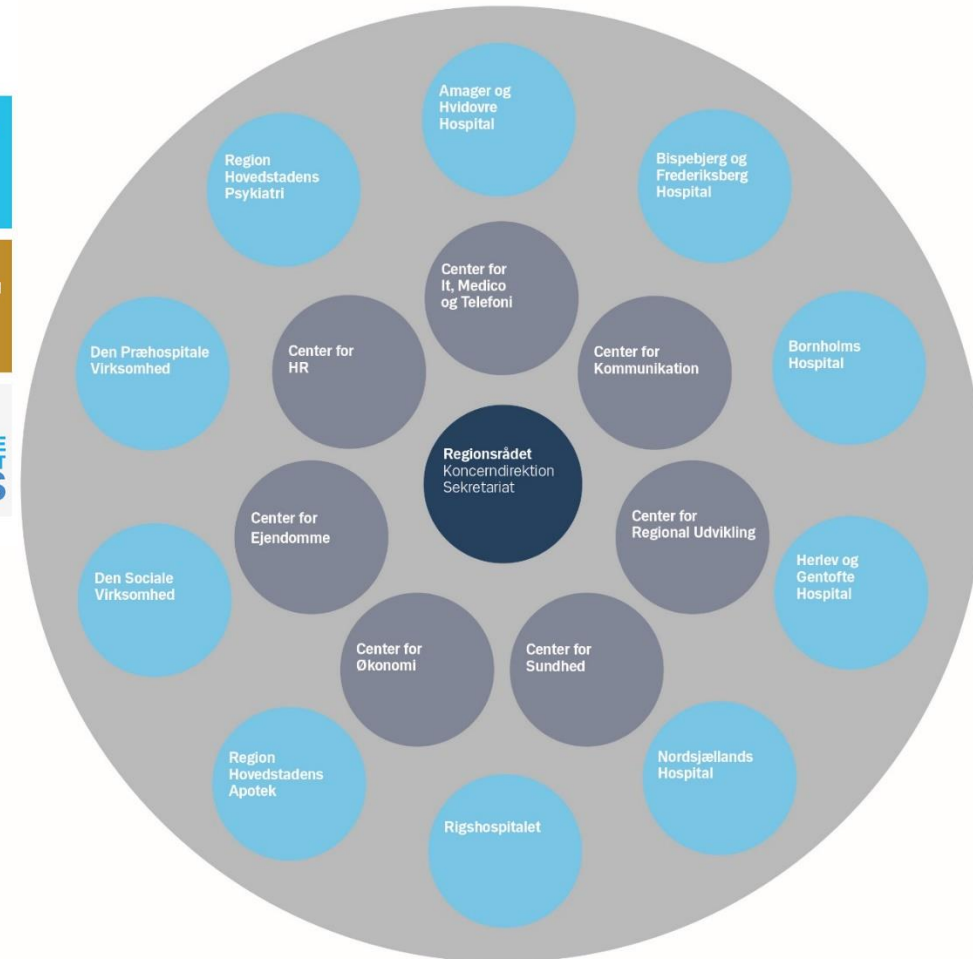 Amager og
Hvidovre
Hospital
Region
Hovedstadens
Psykiatri
Bispebjerg og
Frederiksberg
Hospital
Center for
It, Medico
og Telefoni
Den Præhospitale
Virksomhed
Center for
HR
Center for
Kommunikation
Bornholms
Hospital
Regionsrådet
Koncerndirektion
Sekretariat
Center for
Ejendomme
Center for
Regional Udvikling
Den Sociale
Virksomhed
Herlev og
Gentofte
Hospital
Center for
Økonomi
Center for
Sundhed
Region
Hovedstadens
Apotek
Rigshospitalet
Nordsjællands
Hospital